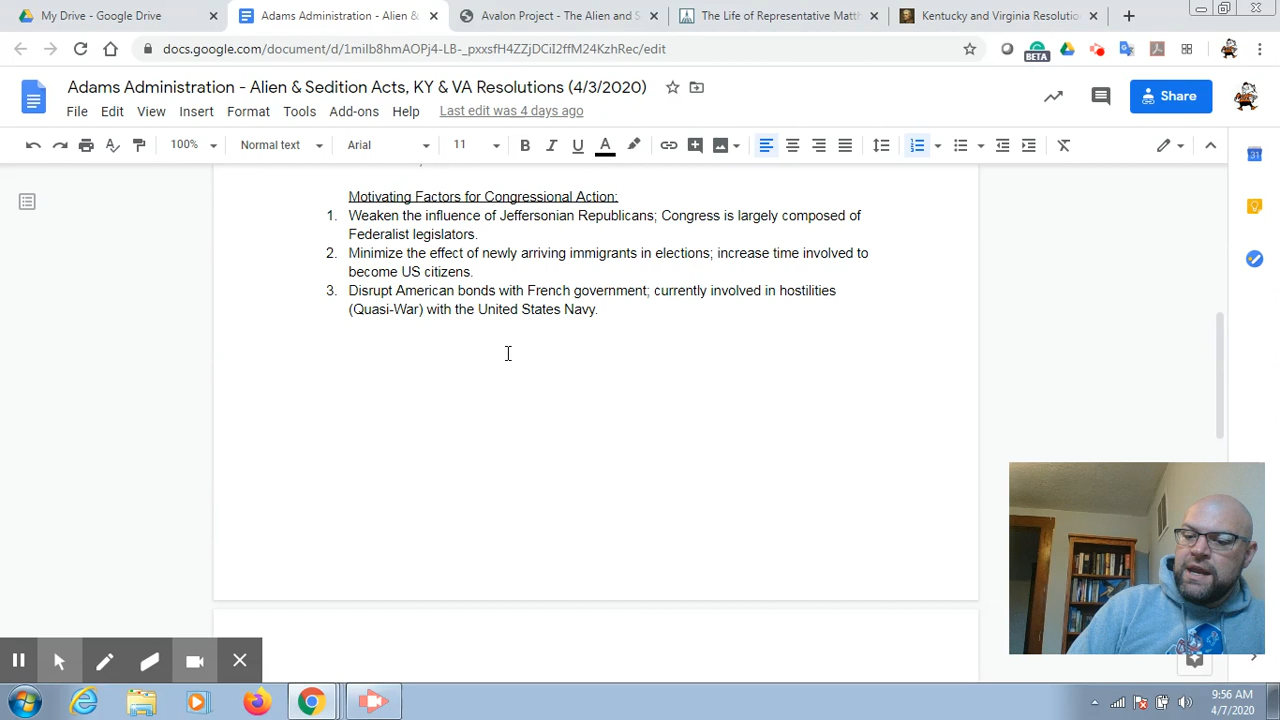 My Drive - Google Drive
Adams Administration - Alien &
Avalon Project - The Alien and S
The Life of Representative Matt
Kentucky and Virginia Resolutio
docs.google.com/document/d/1milb8hmAOPj4-LB-_pxxsfH4ZZjDCiI2ffM24KzhRec/edit
BETA
Adams Administration - Alien & Sedition Acts, KY & VA Resolutions (4/3/2020)
File Edit View Insert Format Tools Add-ons Help Last edit was 4 days ago
Share
100% Normal text Arial 11 B I U A
31
Motivating Factors for Congressional Action:
1. Weaken the influence of Jeffersonian Republicans; Congress is largely composed of
Federalist legislators.
2. Minimize the effect of newly arriving immigrants in elections; increase time involved to
become US citizens.
3. Disrupt American bonds with French government; currently involved in hostilities
(Quasi-War) with the United States Navy.
9:56 AM
4/7/2020